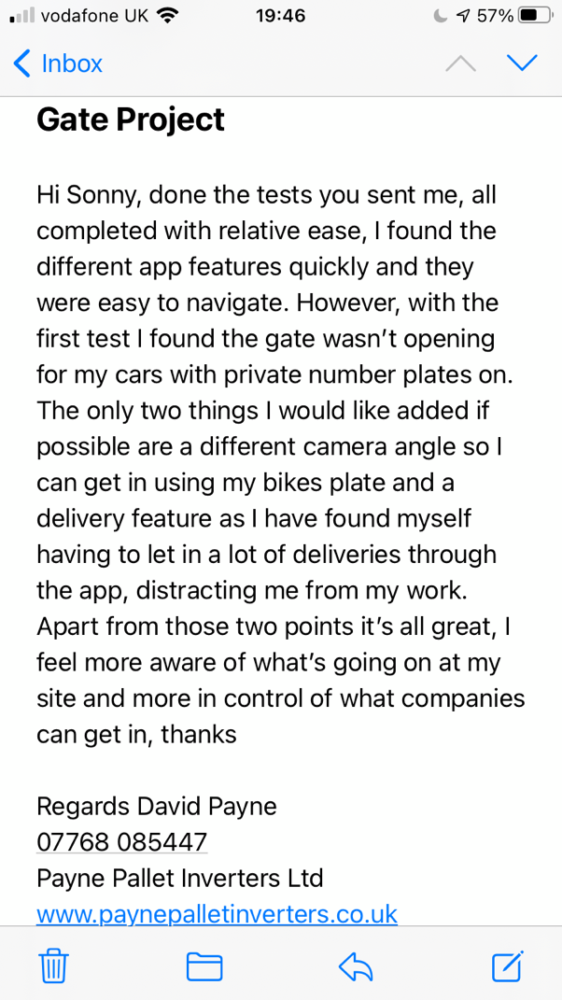 vodafone UK 19:46 57%
Inbox
Gate Project
Hi Sonny, done the tests you sent me, all
completed with relative ease, I found the
different app features quickly and they
were easy to navigate. However, with the
first test I found the gate wasn’t opening
for my cars with private number plates on.
The only two things I would like added if
possible are a different camera angle so I
can get in using my bikes plate and a
delivery feature as I have found myself
having to let in a lot of deliveries through
the app, distracting me from my work.
Apart from those two points it’s all great, I
feel more aware of what’s going on at my
site and more in control of what companies
can get in, thanks
Regards David Payne
07768 085447
Payne Pallet Inverters Ltd
www.paynepalletinverters.co.uk